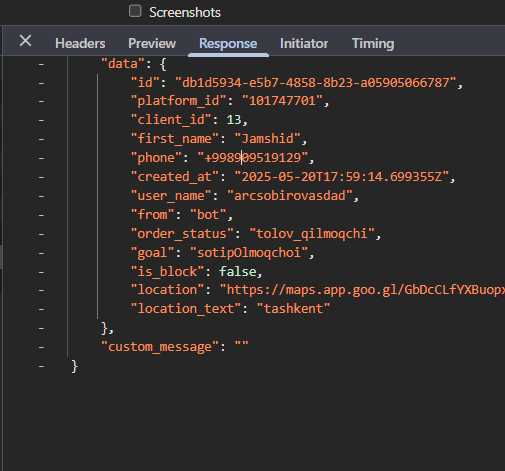 Screenshots
Headers Preview Response Initiator Timing
- "data": {
- "id": "db1d5934-e5b7-4858-8b23-a05905066787",
- "platform_id": "101747701",
- "client_id": 13,
- "first_name": "Jamshid",
- "phone": "+998909519129",
- "created_at": "2025-05-20T17:59:14.699355Z",
- "user_name": "arcsobirovasdad",
- "from": "bot",
- "order_status": "tolov_qilmoqchi",
- "goal": "sotipOlmoqchoi",
- "is_block": false,
- "location": "https://maps.app.goo.gl/GbDcCLfYXBuopx
- "location_text": "tashkent"
- },
- "custom_message": ""
- }